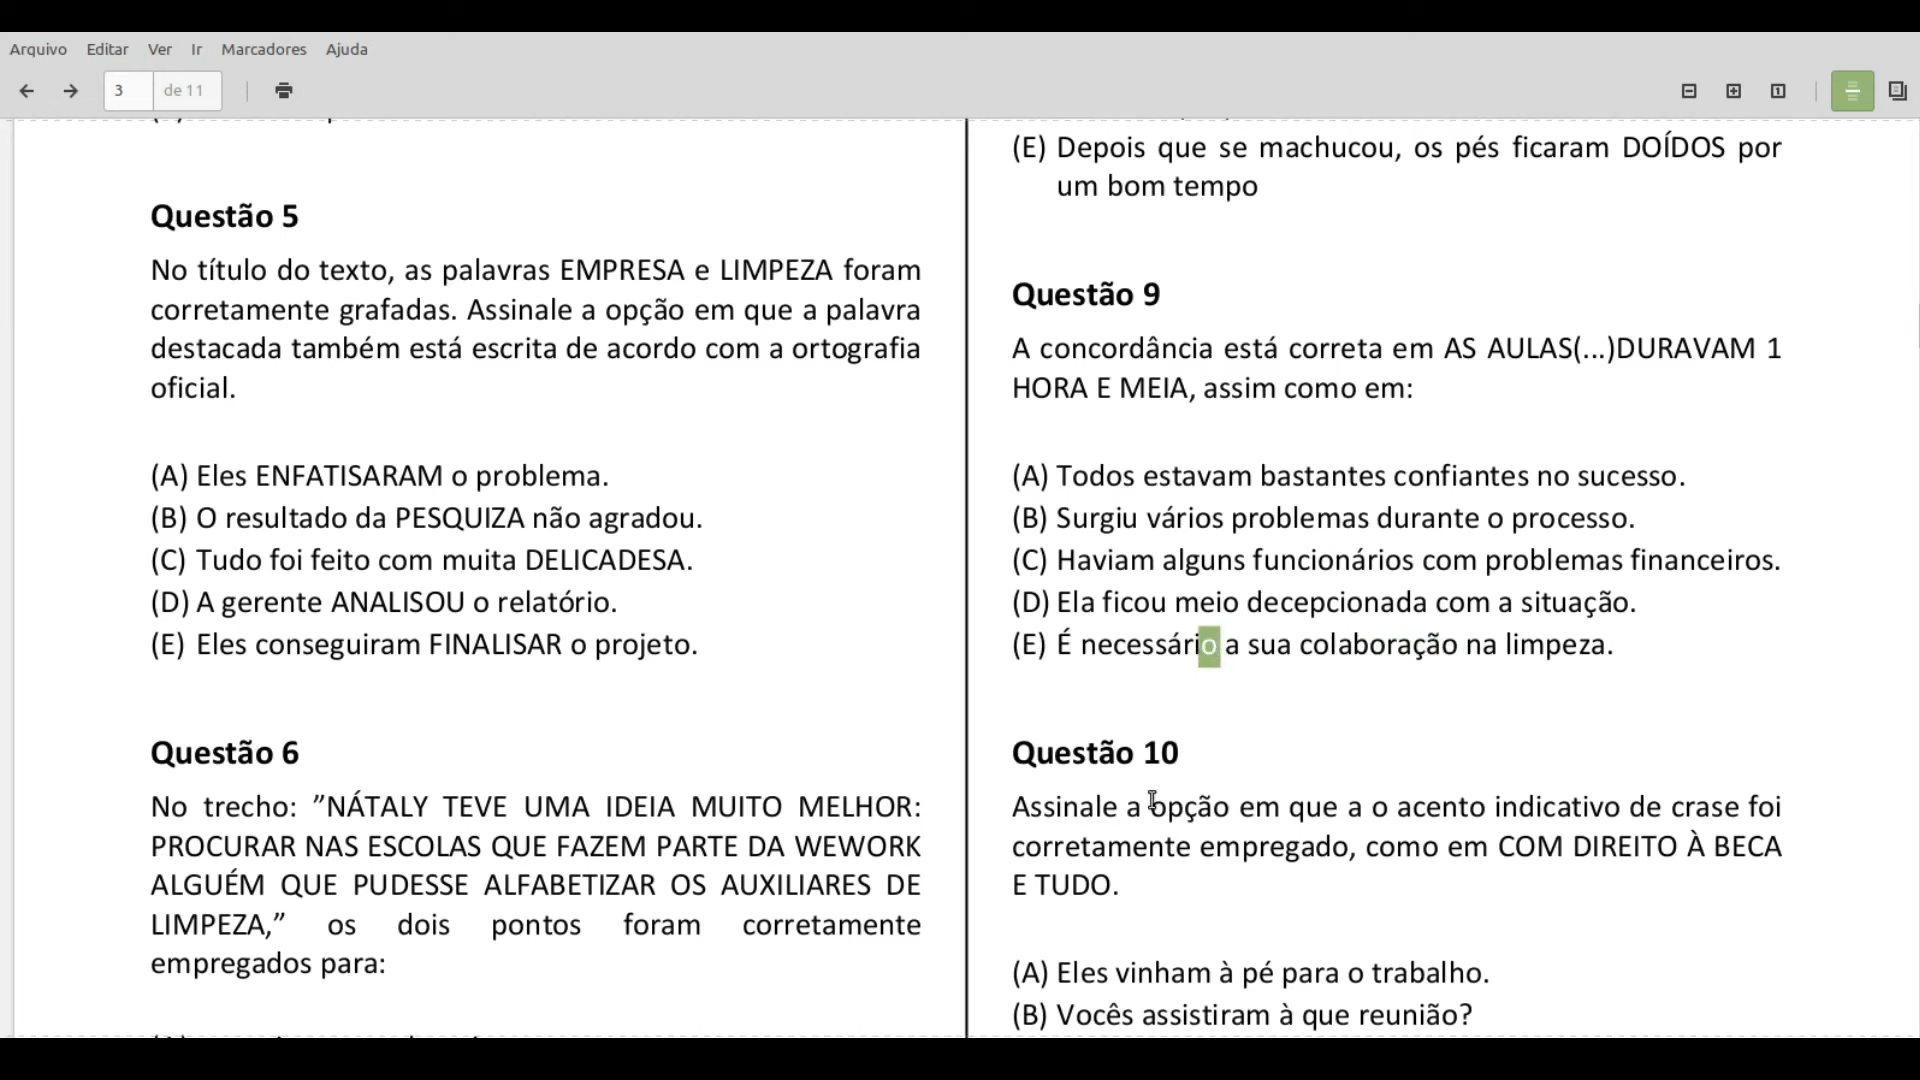 Arquivo Editar Ver Ir Marcadores Ajuda
3 de 11
Questão 5
No título do texto, as palavras EMPRESA e LIMPEZA foram
corretamente grafadas. Assinale a opção em que a palavra
destacada também está escrita de acordo com a ortografia
oficial.
(A) Eles ENFATISARAM o problema.
(B) O resultado da PESQUIZA não agradou.
(C) Tudo foi feito com muita DELICADESA.
(D) A gerente ANALISOU o relatório.
(E) Eles conseguiram FINALISAR o projeto.
Questão 6
No trecho: ”NÁTALY TEVE UMA IDEIA MUITO MELHOR:
PROCURAR NAS ESCOLAS QUE FAZEM PARTE DA WEWORK
ALGUÉM QUE PUDESSE ALFABETIZAR OS AUXILIARES DE
LIMPEZA,” os dois pontos foram corretamente
empregados para:
(E) Depois que se machucou, os pés ficaram DOÍDOS por
um bom tempo
Questão 9
A concordância está correta em AS AULAS(...)DURAVAM 1
HORA E MEIA, assim como em:
(A) Todos estavam bastantes confiantes no sucesso.
(B) Surgiu vários problemas durante o processo.
(C) Haviam alguns funcionários com problemas financeiros.
(D) Ela ficou meio decepcionada com a situação.
(E) É necessário a sua colaboração na limpeza.
Questão 10
Assinale a opção em que a o acento indicativo de crase foi
corretamente empregado, como em COM DIREITO À BECA
E TUDO.
(A) Eles vinham à pé para o trabalho.
(B) Vocês assistiram à que reunião?